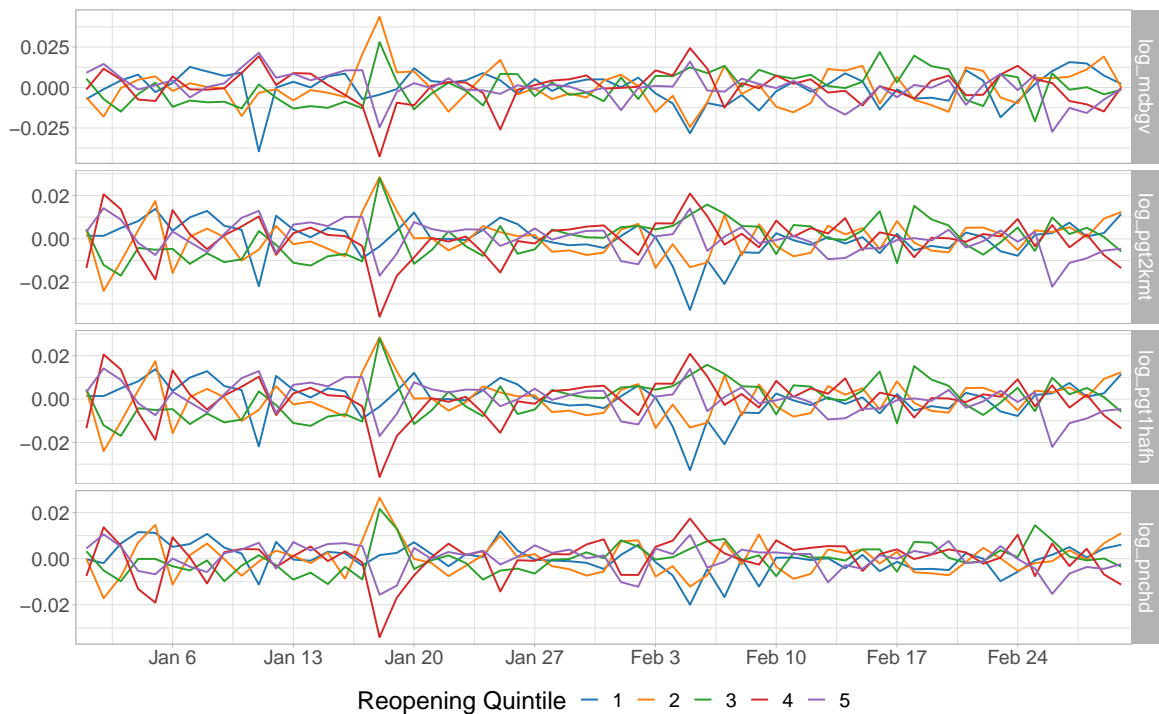 0.025
0.000
−0.025
log_mcbgv
0.02
0.00
−0.02
log_pgt2kmt
0.02
0.00
−0.02
log_pgt1hafh
0.02
0.00
−0.02
log_pnchd
Jan 6 Jan 13 Jan 20 Jan 27 Feb 3 Feb 10 Feb 17 Feb 24
Reopening Quintile 1 2 3 4 5